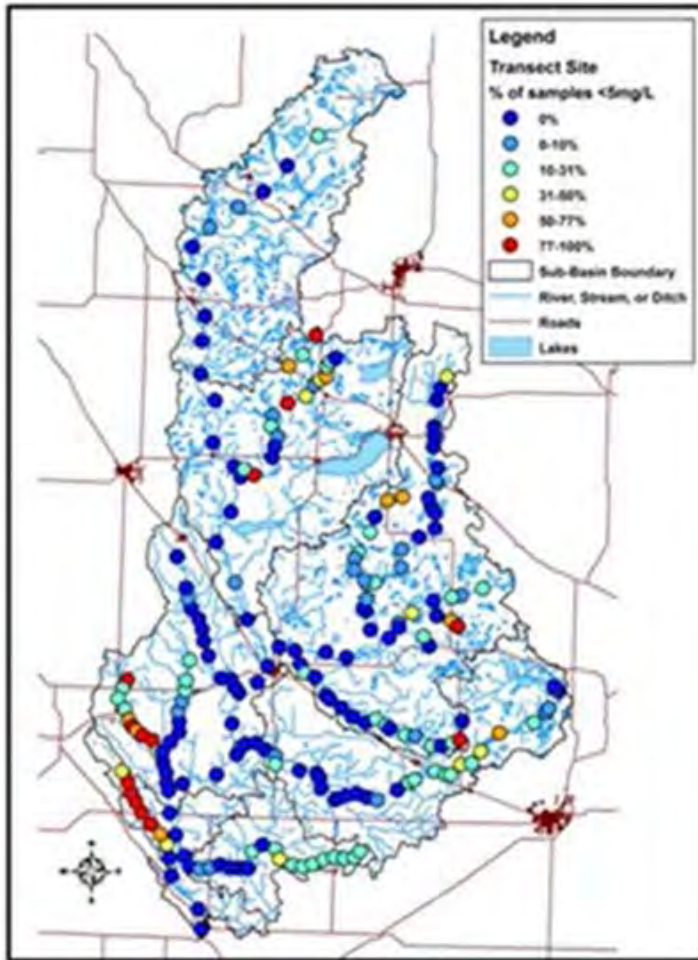 Legend
Transect Site
% of samples <5mg/L
0%
0-10%
10-31%
31-50%
50-77%
77-100%
Sub-Basin Boundary
River, Stream, or Ditch
Roads
Lakes